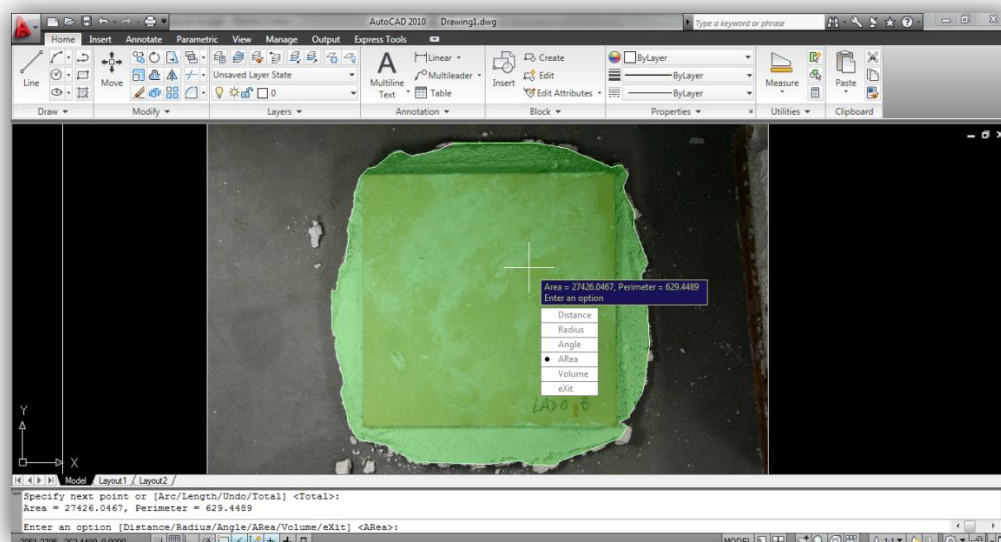 AutoCAD 2010 Drawing1.dwg
Type a keyword or phrase
Home Insert Annotate Parametric View Manage Output Express Tools
Line
Move
Unsaved Layer State
0
Multiline
Text
Linear
Multileader
Table
Insert
Create
Edit
Edit Attributes
ByLayer
ByLayer
ByLayer
Measure
Paste
Draw Modify Layers Annotation Block Properties Utilities Clipboard
Area = 27426.0467, Perimeter = 629.4489
Enter an option
Distance
Radius
Angle
ARea
Volume
eXit
LADO B
Y
X
Model Layout1 Layout2
Specify next point or [Arc/Length/Undo/Total] <Total>:
Area = 27426.0467, Perimeter = 629.4489
Enter an option [Distance/Radius/Angle/ARea/Volume/eXit] <ARea>:
MODEL 1:1